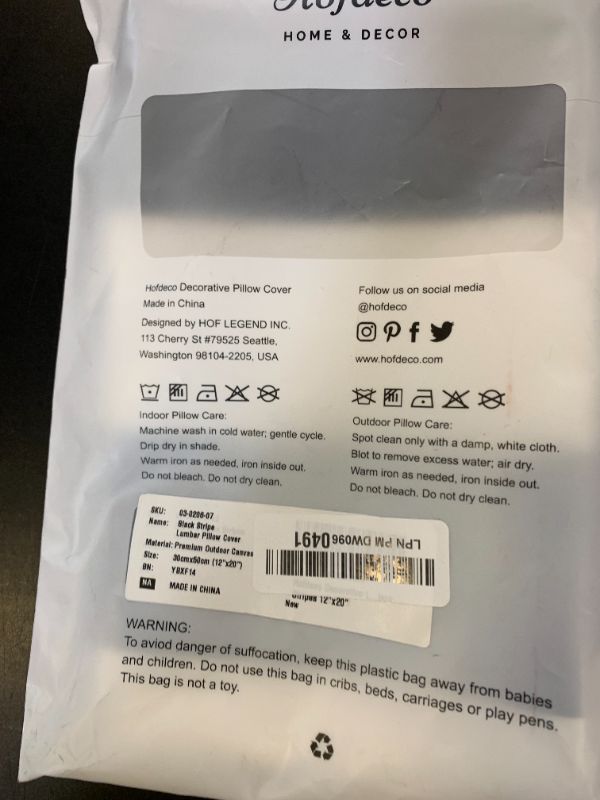 Hofdeco
HOME & DECOR
Hofdeco Decorative Pillow Cover
Made in China
Designed by HOF LEGEND INC.
113 Cherry St #79525 Seattle,
Washington 98104-2205, USA
Follow us on social media
@hofdeco
www.hofdeco.com
Indoor Pillow Care:
Machine wash in cold water; gentle cycle.
Drip dry in shade.
Warm iron as needed, iron inside out.
Do not bleach. Do not dry clean.
Outdoor Pillow Care:
Spot clean only with a damp, white cloth.
Blot to remove excess water; air dry.
Warm iron as needed, iron inside out.
Do not bleach. Do not dry clean.
SKU: 03-0206-07
Name: Black Stripe
Lumbar Pillow Cover
Material: Premium Outdoor Canvas
Size: 30cmx50cm (12"x20")
BN: YBXF14
NA MADE IN CHINA
LPN PM DW0960491
12"x20"
New
WARNING:
To aviod danger of suffocation, keep this plastic bag away from babies
and children. Do not use this bag in cribs, beds, carriages or play pens.
This bag is not a toy.